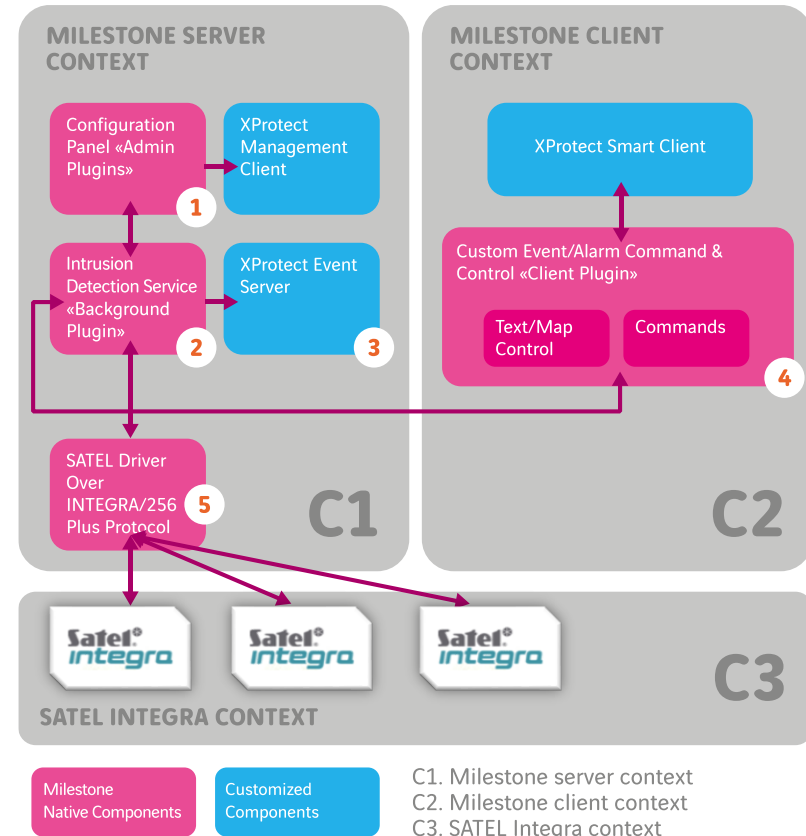 MILESTONE SERVER
CONTEXT
Configuration
Panel «Admin
Plugins»
1
XProtect
Management
Client
Intrusion
Detection Service
«Background
Plugin»
2
XProtect Event
Server
3
SATEL Driver
Over
INTEGRA/256
Plus Protocol
5
C1
MILESTONE CLIENT
CONTEXT
XProtect Smart Client
Custom Event/Alarm Command &
Control «Client Plugin»
Text/Map
Control
Commands
4
C2
Satel®
integra
Satel®
integra
Satel®
integra
C3
SATEL INTEGRA CONTEXT
Milestone
Native Components
Customized
Components
C1. Milestone server context
C2. Milestone client context
C3. SATEL Integra context